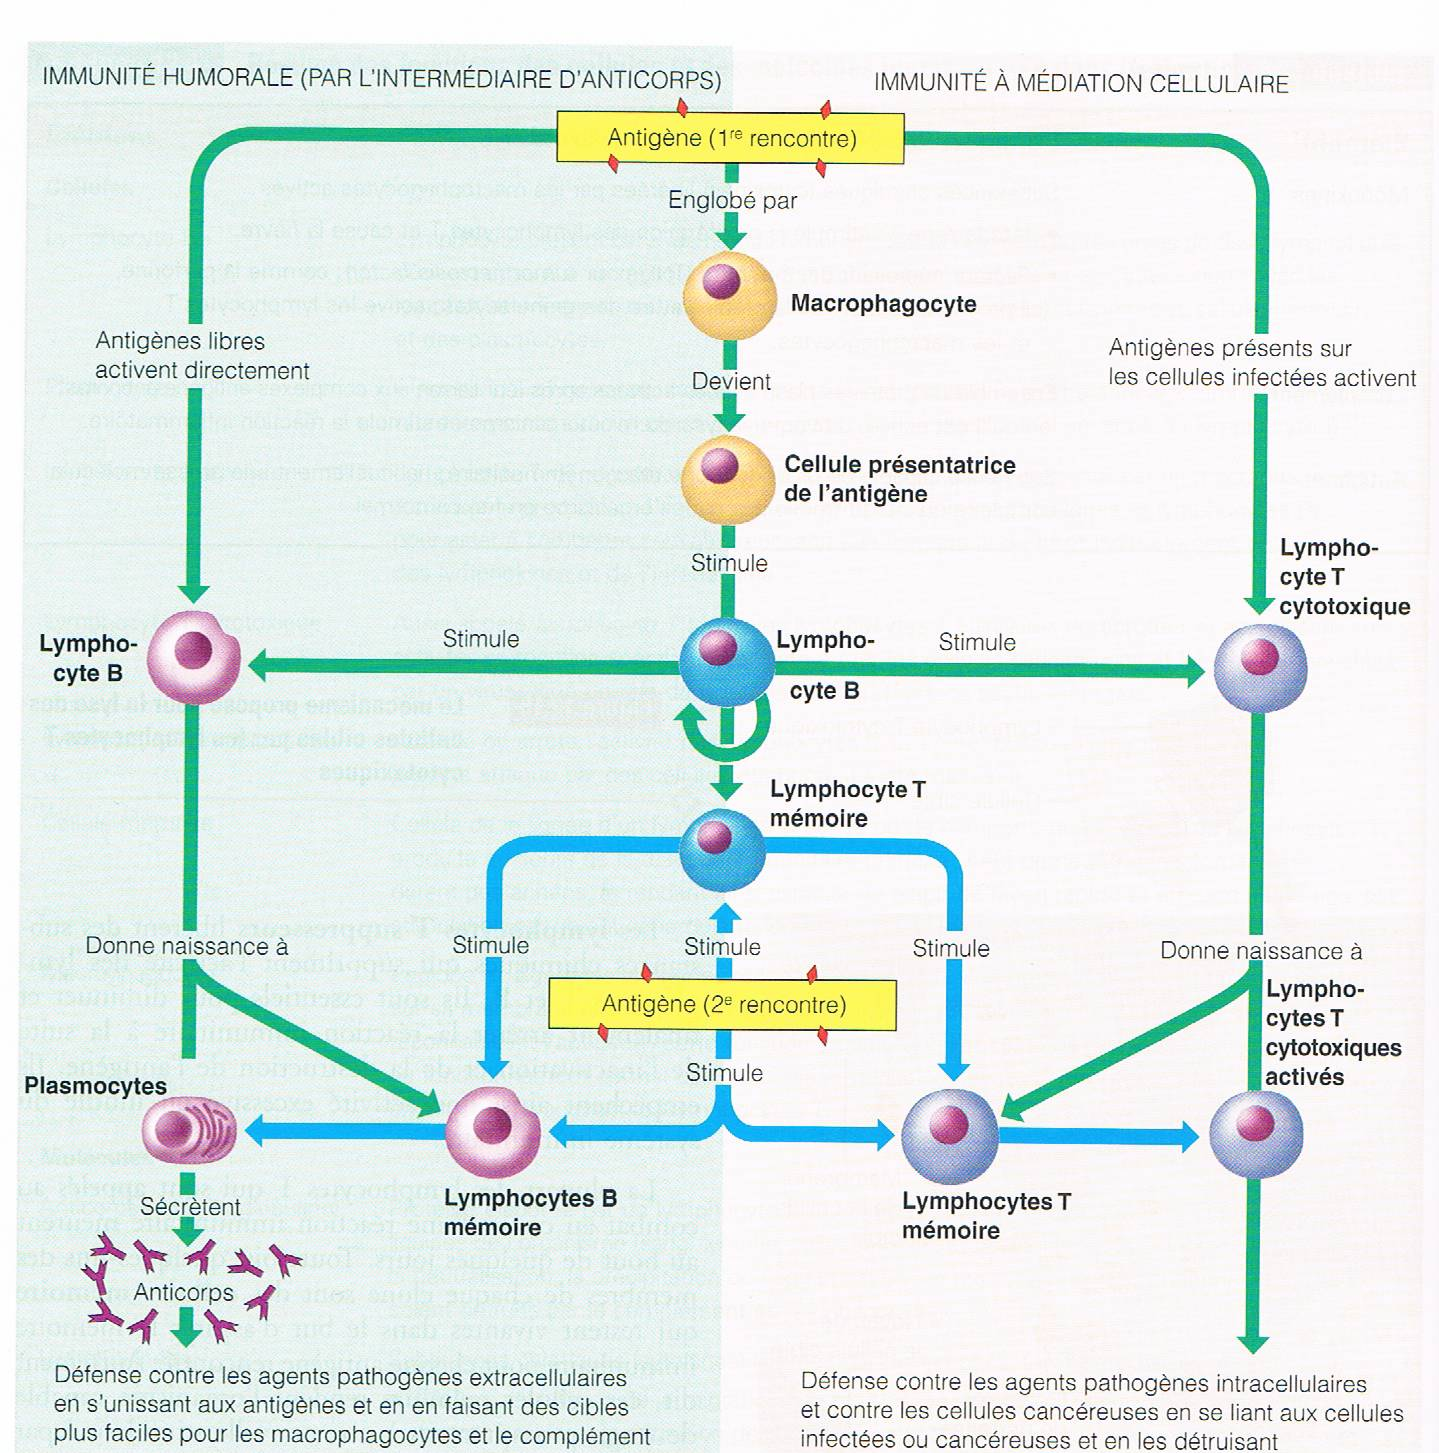 IMMUNITÉ HUMORALE (PAR L'INTERMÉDIAIRE D'ANTICORPS)
IMMUNITÉ À MÉDIATION CELLULAIRE
Antigène (1re rencontre)
Englobé par
Macrophagocyte
Antigènes libres
activent directement
Devient
Antigènes présents sur
les cellules infectées activent
Cellule présentatrice
de l'antigène
Stimule
Lympho-
cyte T
cytotoxique
Lympho-
cyte B
Stimule
Lympho-
cyte B
Stimule
Lymphocyte T
mémoire
Donne naissance à
Stimule
Stimule
Stimule
Donne naissance à
Antigène (2e rencontre)
Lympho-
cytes T
cytotoxiques
activés
Stimule
Plasmocytes
Lymphocytes B
mémoire
Lymphocytes T
mémoire
Sécrètent
Anticorps
Défense contre les agents pathogènes extracellulaires
en s'unissant aux antigènes et en en faisant des cibles
plus faciles pour les macrophagocytes et le complément
Défense contre les agents pathogènes intracellulaires
et contre les cellules cancéreuses en se liant aux cellules
infectées ou cancéreuses et en les détruisant